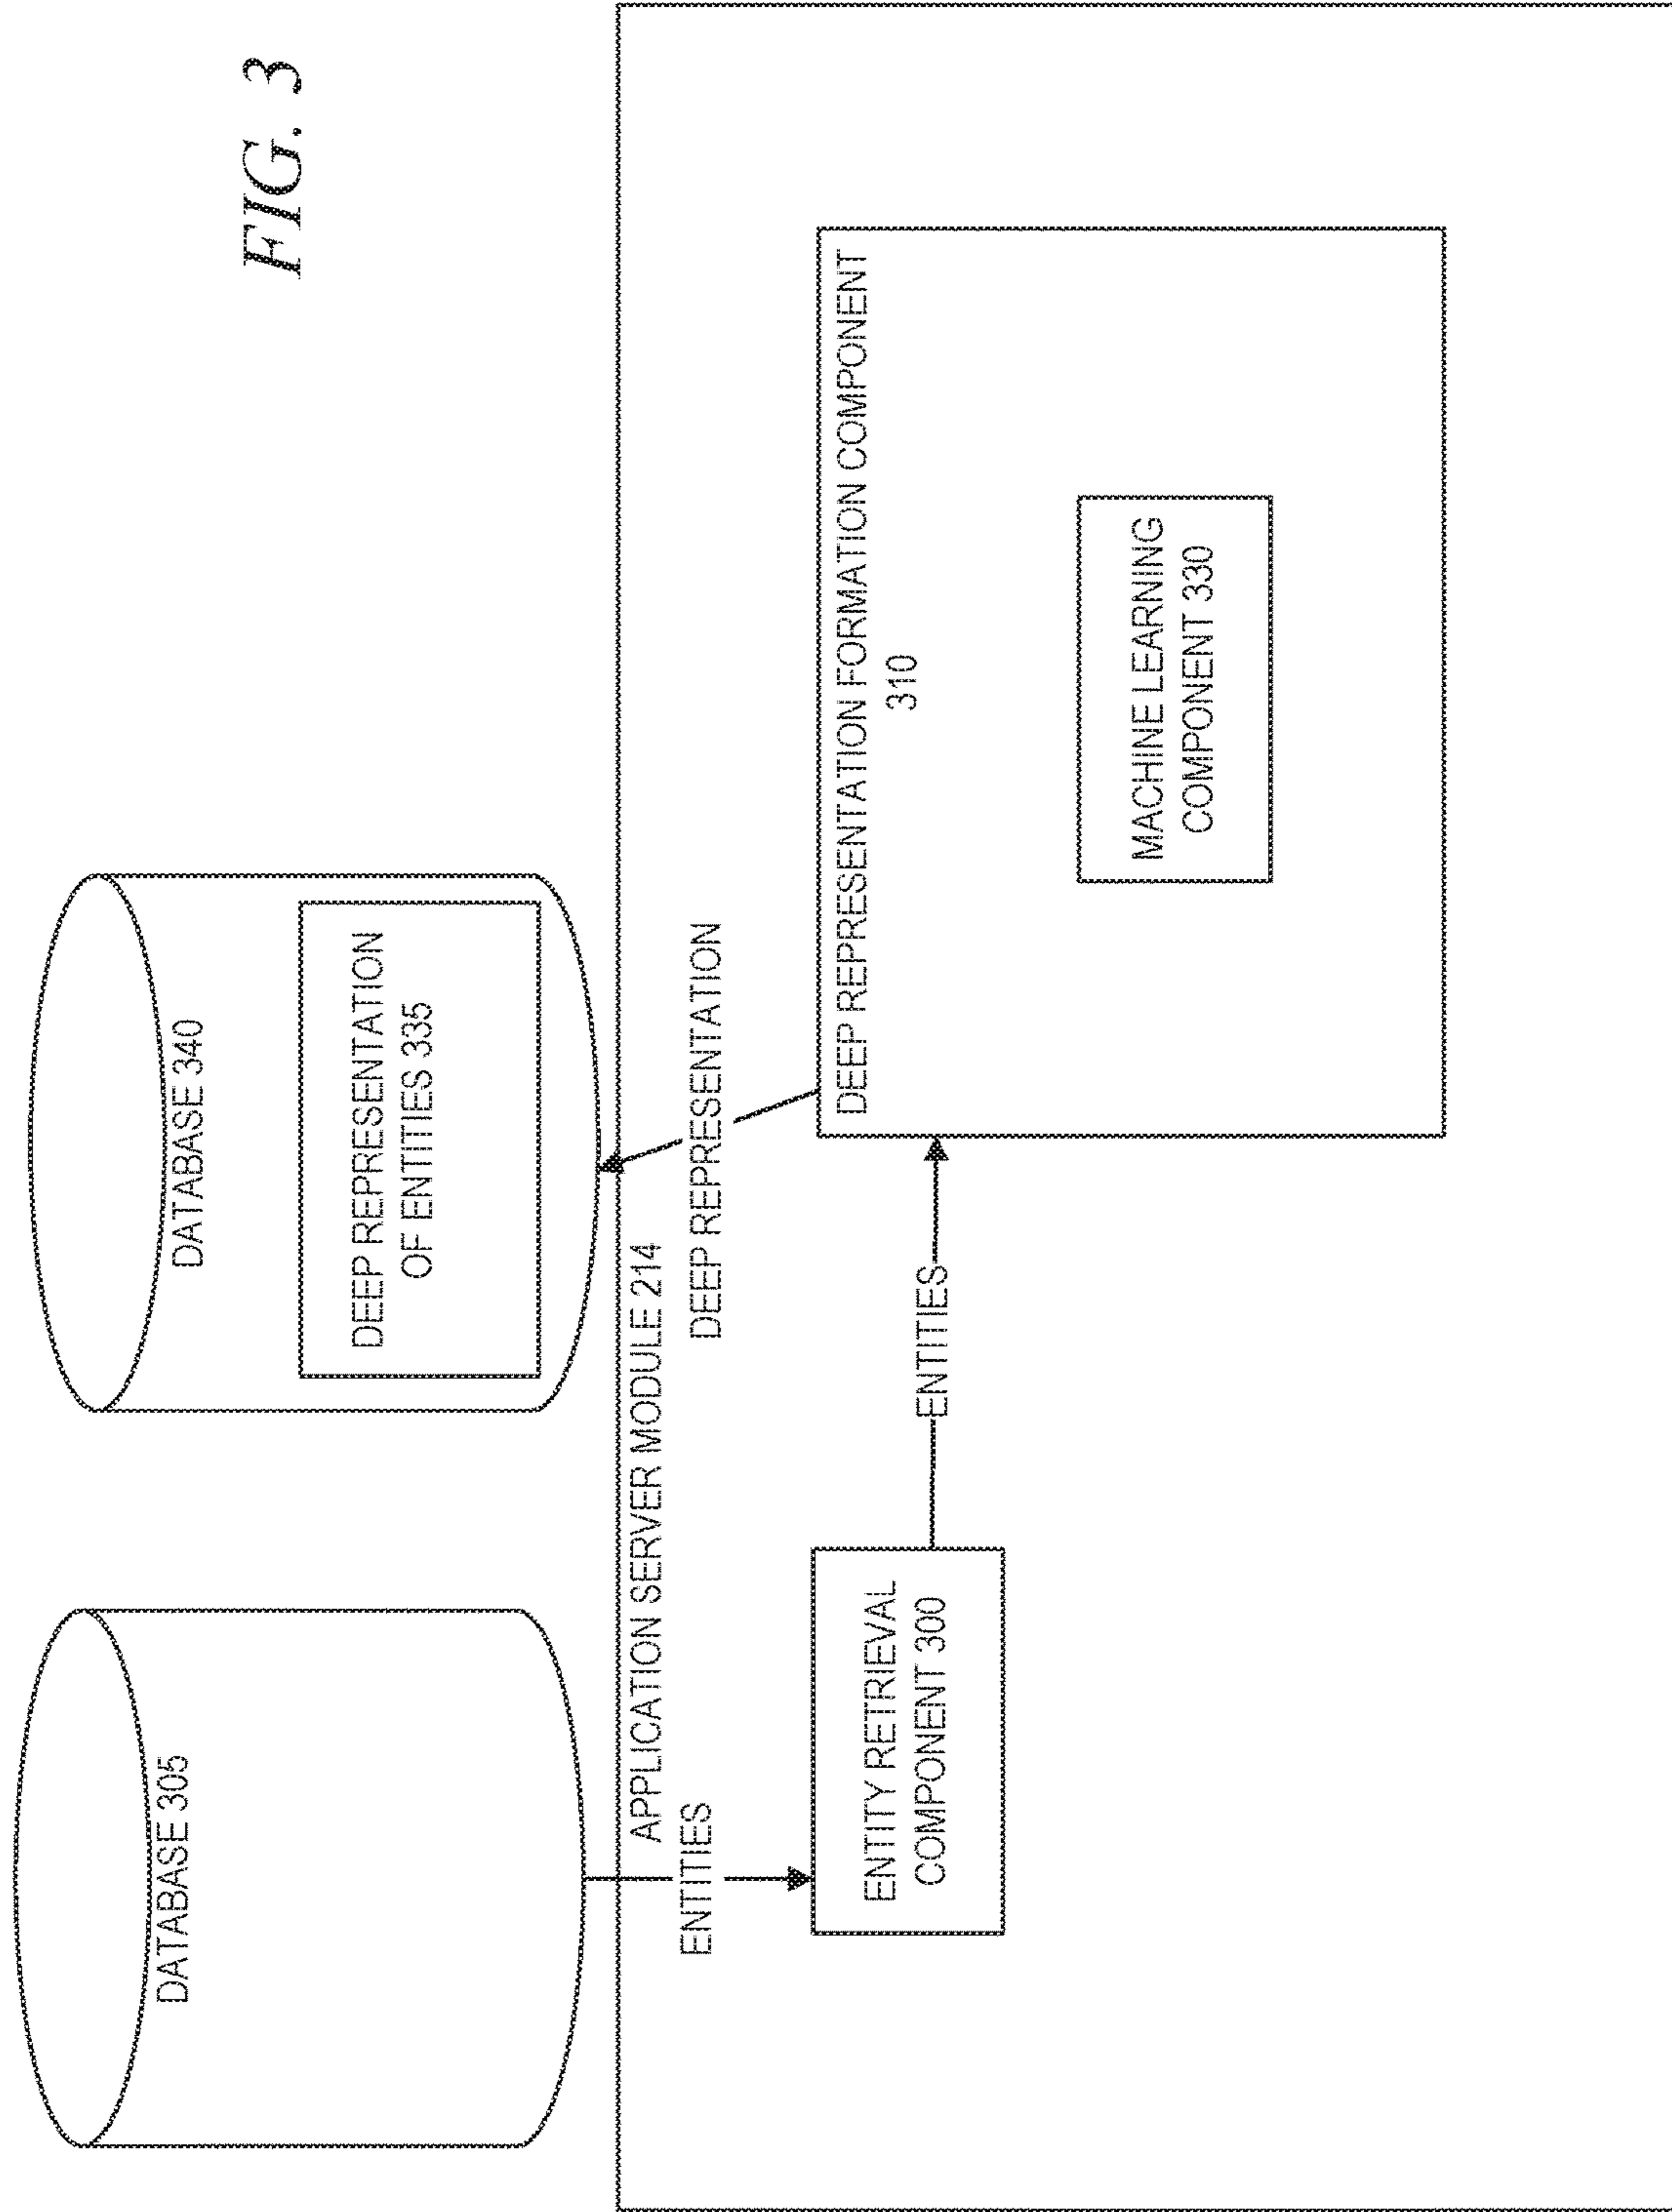 FIG. 3
DATABASE 305
DATABASE 340
DEEP REPRESENTATION
OF ENTITIES 335
APPLICATION SERVER MODULE 214
ENTITIES
DEEP REPRESENTATION
ENTITY RETRIEVAL
COMPONENT 300
ENTITIES
DEEP REPRESENTATION FORMATION COMPONENT
310
MACHINE LEARNING
COMPONENT 330